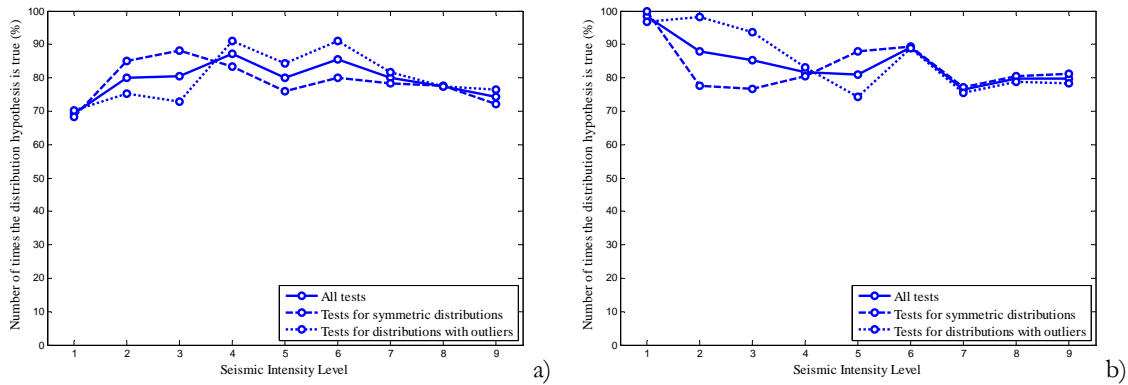 Number of times the distribution hypothesis is true (%)
100
90
80
70
60
50
40
30
20
10
0
All tests
Tests for symmetric distributions
Tests for distributions with outliers
1 2 3 4 5 6 7 8 9
Seismic Intensity Level
a)
Number of times the distribution hypothesis is true (%)
100
90
80
70
60
50
40
30
20
10
0
All tests
Tests for symmetric distributions
Tests for distributions with outliers
1 2 3 4 5 6 7 8 9
Seismic Intensity Level
b)